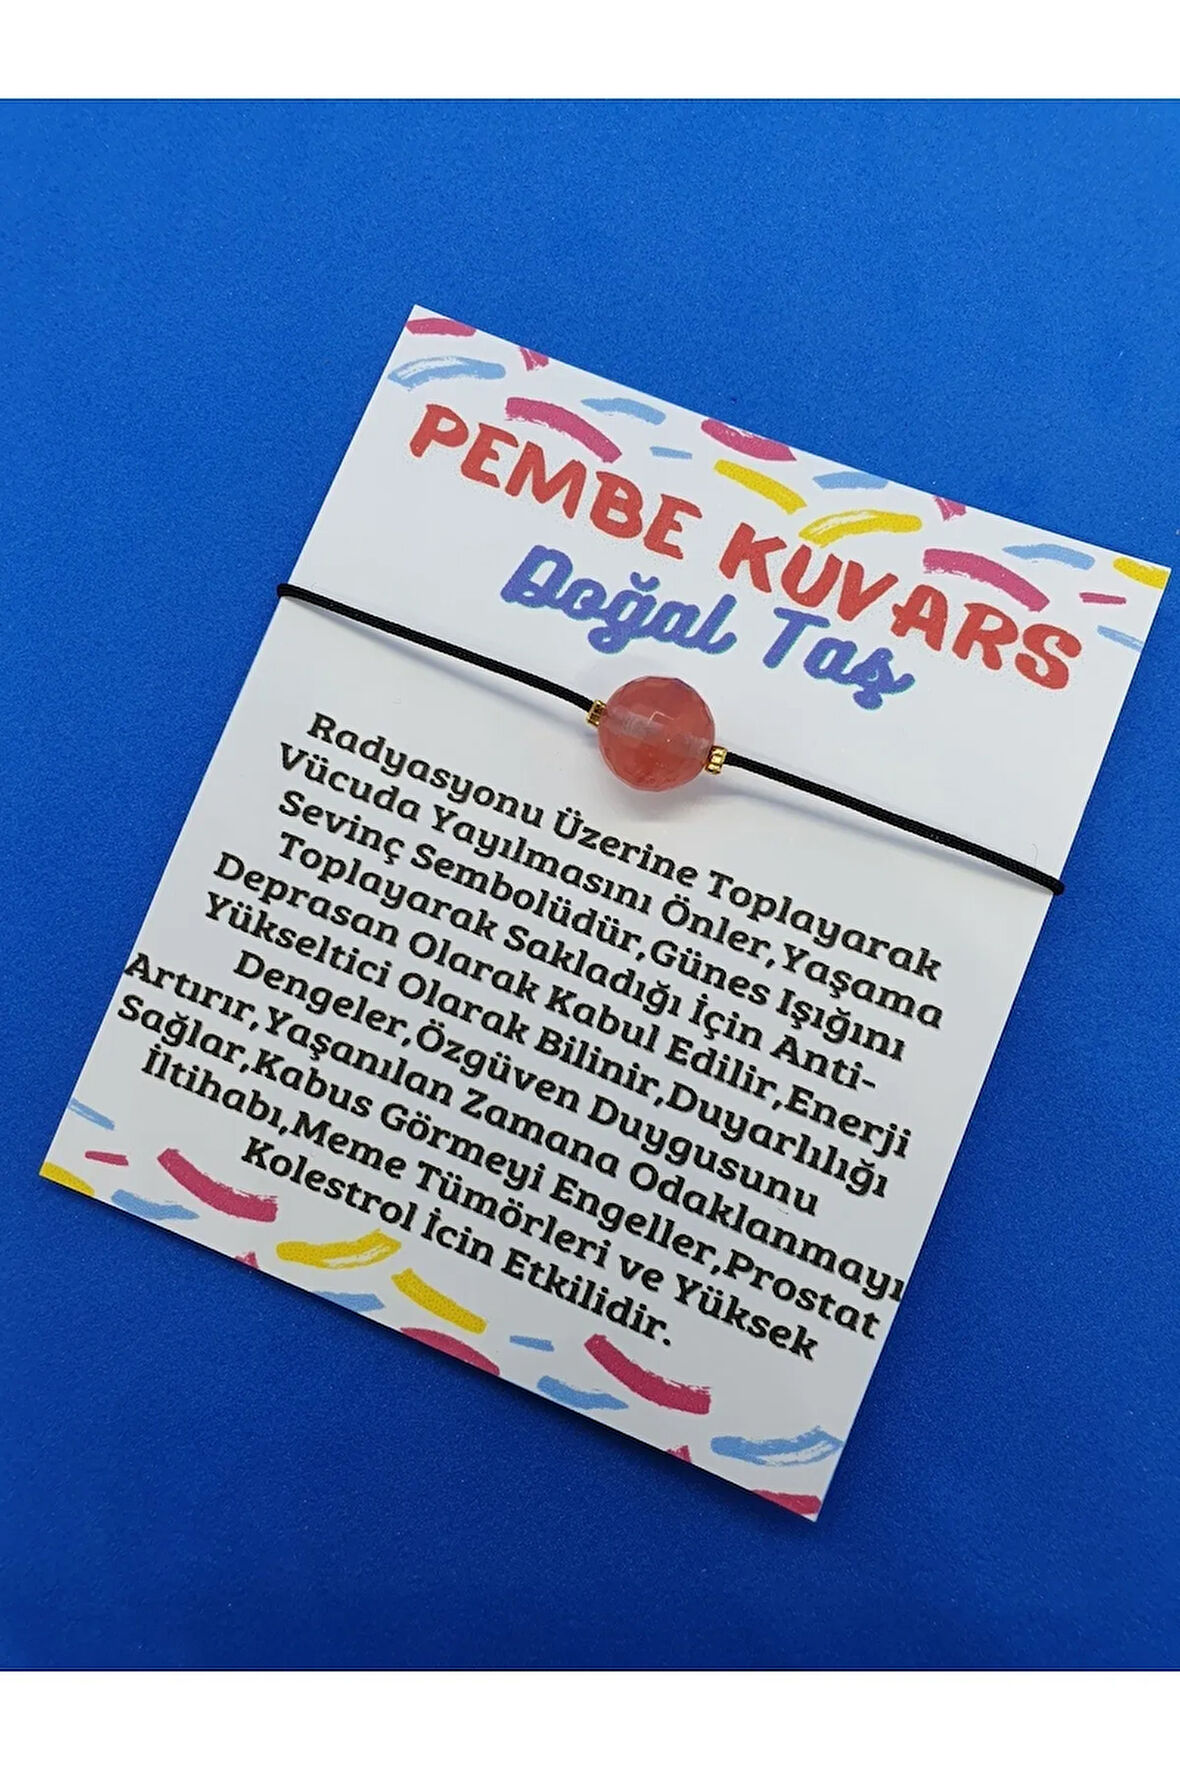 PEMBE KUVARS
Doğal Taş
Radyasyonu Üzerine Toplayarak
Vücuda Yayılmasını Önler,Yaşama
Sevinç Sembolüdür,Günes Işığını
Toplayarak Sakladığı İçin Anti-
Deprasan Olarak Kabul Edilir,Enerji
Yükseltici Olarak Bilinir,Duyarlılığı
Dengeler,Özgüven Duygusunu
Artırır,Yaşanılan Zamana Odaklanmayı
Sağlar,Kabus Görmeyi Engeller,Prostat
İltihabı,Meme Tümörleri ve Yüksek
Kolestrol İcin Etkilidir.